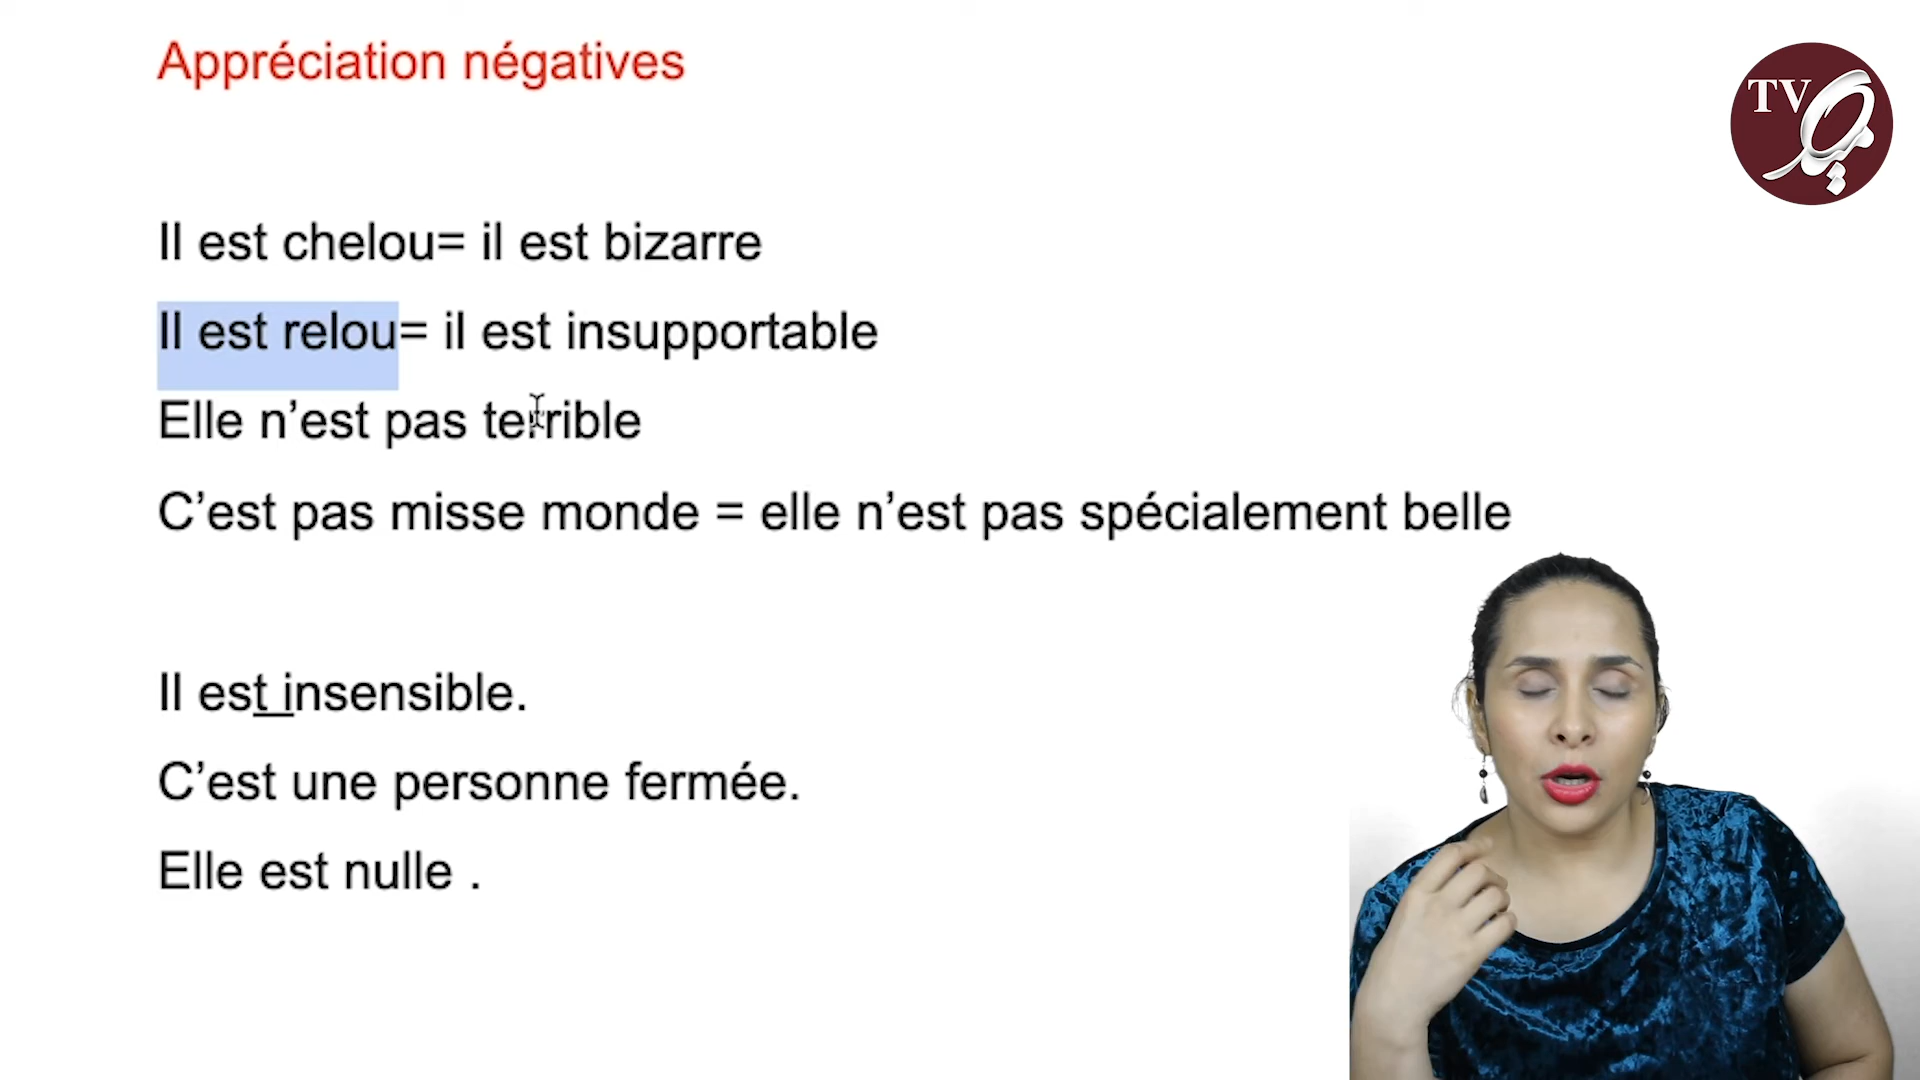 Appréciation négatives
TV
Il est chelou= il est bizarre
Il est relou= il est insupportable
Elle n’est pas terrible
C’est pas misse monde = elle n’est pas spécialement belle
Il est insensible.
C’est une personne fermée.
Elle est nulle .